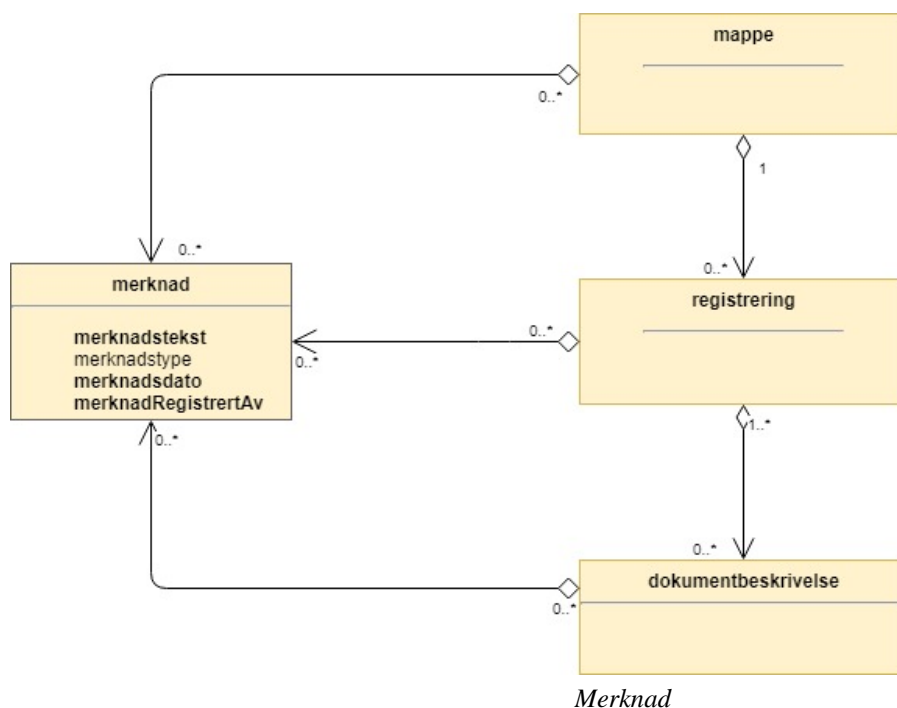 mappe
0..*
1
0..*
0..*
merknad
registrering
merknadstekst
merknadstype
merknadsdato
merknadRegistrertAv
0..*
0..*
0..*
1..*
0..*
dokumentbeskrivelse
0..*
Merknad